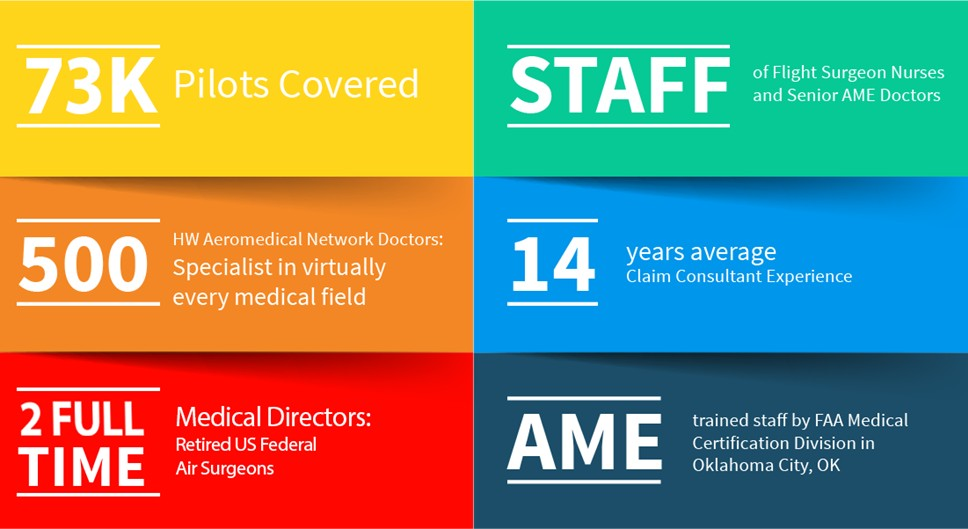 73K
Pilots Covered
STAFF
of Flight Surgeon Nurses
and Senior AME Doctors
500
HW Aeromedical Network Doctors:
Specialist in virtually
every medical field
14
years average
Claim Consultant Experience
2 FULL
TIME
Medical Directors:
Retired US Federal
Air Surgeons
AME
trained staff by FAA Medical
Certification Division in
Oklahoma City, OK